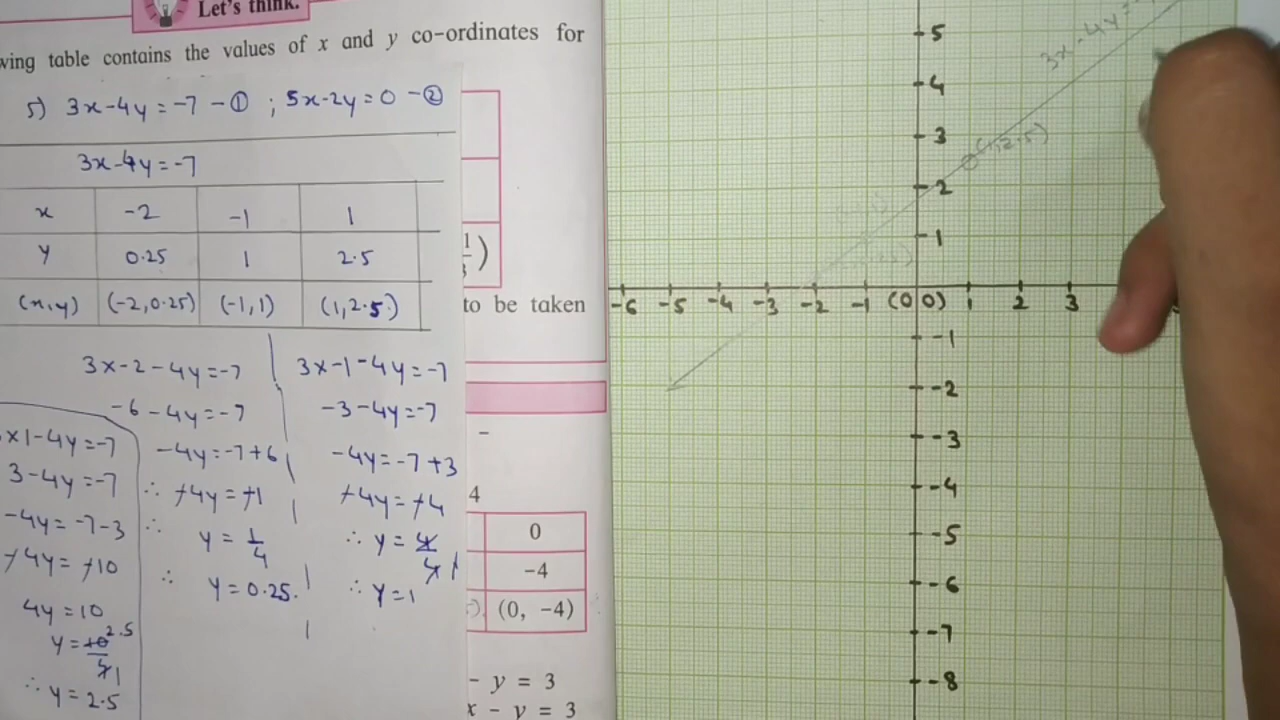 Let's think.
wing table contains the values of x and y co-ordinates for
5) 3x-4y=-7 -① ; 5x-2y=0 -②
3x-4y=-7
x -2 -1 1
y 0.25 1 2.5
(x,y) (-2,0.25) (-1,1) (1,2.5)
to be taken
3x-2-4y=-7
-6-4y=-7
-4y=-7+6
∴ +4y=+1
∴ y=1/4
∴ y=0.25.
3x-1-4y=-7
-3-4y=-7
-4y=-7+3
+4y=+4
∴ y=4/4 1
∴ y=1
x1-4y=-7
3-4y=-7
-4y=-7-3
+4y=+10
4y=10
y=10/4 2.5 1
∴ y=2.5
4
0
-4
(0, -4)
- y = 3
x - y = 3
3x-4y=
5
4
3
2
1
-6 -5 -4 -3 -2 -1 (0 0) 1 2 3
-1
-2
-3
-4
-5
-6
-7
-8